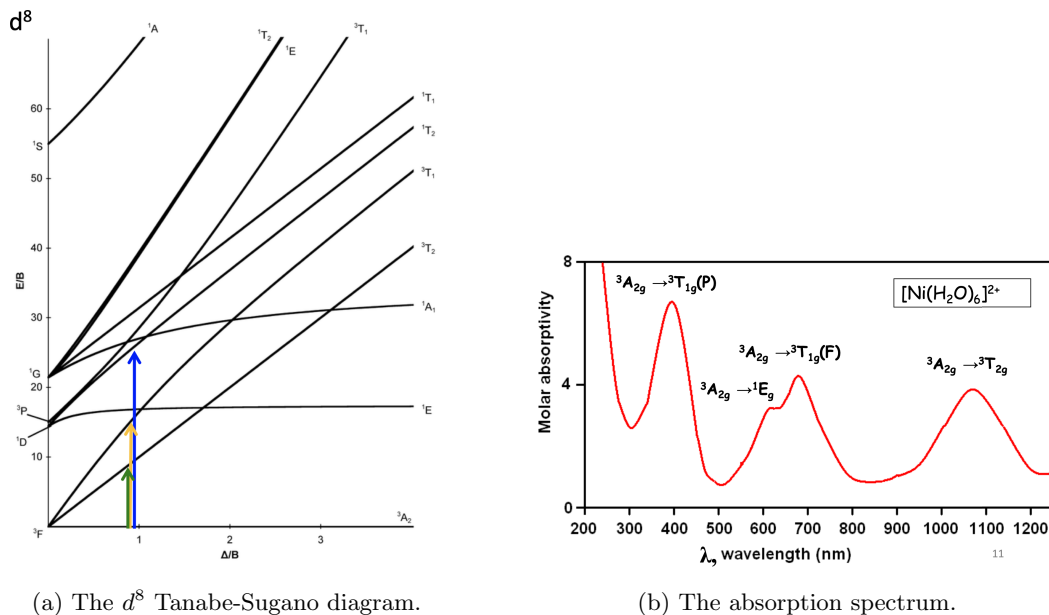 d⁸
¹A
¹T₂
¹E
³T₁
60
¹T₁
¹S
¹T₂
50
³T₁
E/B
40
³T₂
30
¹A₁
¹G
20
³P
¹E
¹D
10
³F
³A₂
1
2
3
Δ/B
(a) The d⁸ Tanabe-Sugano diagram.
8
³A₂g →³T₁g(P)
[Ni(H₂O)₆]²⁺
³A₂g →³T₁g(F)
³A₂g →³T₂g
4
³A₂g →¹Eg
Molar absorptivity
0
200 300 400 500 600 700 800 900 1000 1100 1200
λ, wavelength (nm)
11
(b) The absorption spectrum.